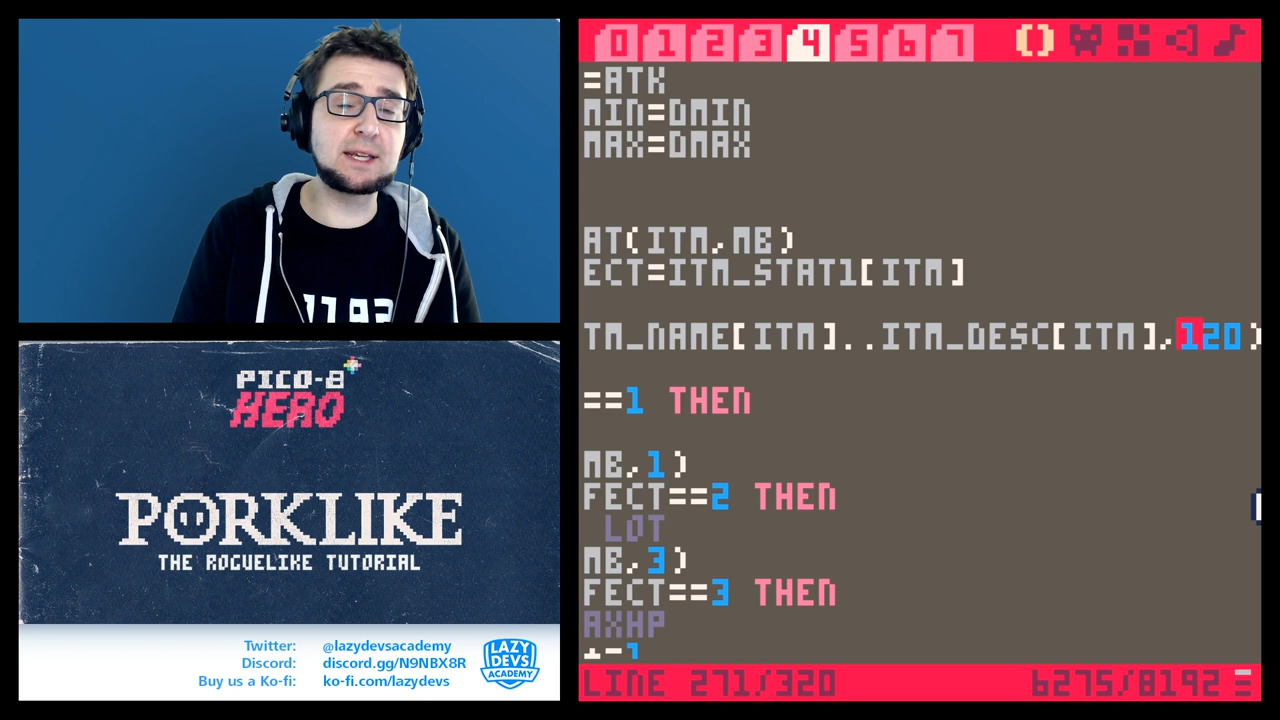 1193
PICO-8
HERO
PORKLIKE
THE ROGUELIKE TUTORIAL
Twitter: @lazydevsacademy
Discord: discord.gg/N9NBX8R
Buy us a Ko-fi: ko-fi.com/lazydevs
LAZY
DEVS
ACADEMY
0 1 2 3 4 5 6 7
=ATK
MIN=DMIN
MAX=DMAX
AT(ITM,MB)
ECT=ITM_STAT1[ITM]
TM_NAME[ITM]..ITM_DESC[ITM],120)
==1 THEN
MB,1)
FECT==2 THEN
LOT
MB,3)
FECT==3 THEN
AXHP
LINE 271/320 6275/8192